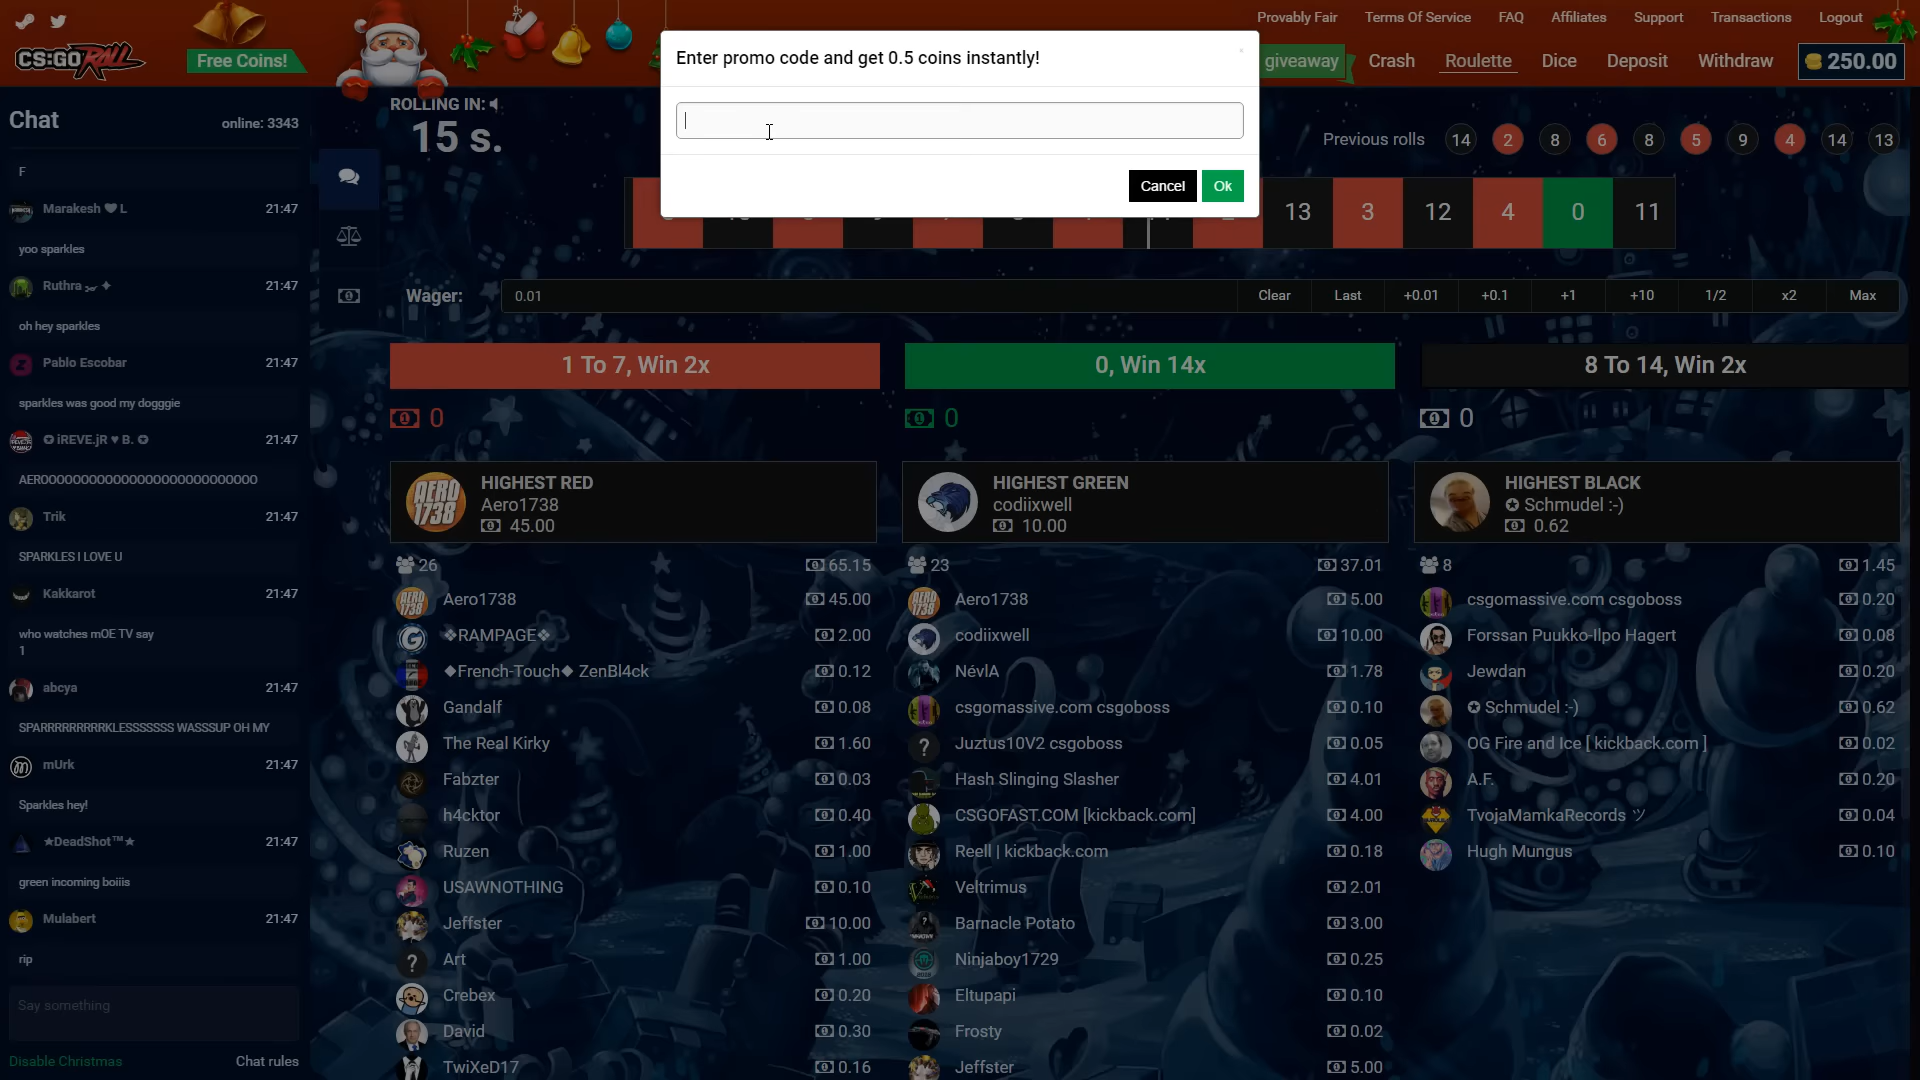 Provably Fair
Terms Of Service
FAQ
Affiliates
Support
Transactions
Logout
CS:GO ROLL
Free Coins!
giveaway
Crash
Roulette
Dice
Deposit
Withdraw
250.00
Enter promo code and get 0.5 coins instantly!
Cancel
Ok
Chat
online: 3343
F
Marakesh ♥ L 21:47
yoo sparkles
Ruthra 21:47
oh hey sparkles
Pablo Escobar 21:47
sparkles was good my dogggie
✪ iREVE.jR ♥ B. ✪ 21:47
AEROOOOOOOOOOOOOOOOOOOOOOOOOOO
Trik 21:47
SPARKLES I LOVE U
Kakkarot 21:47
who watches mOE TV say
1
abcya 21:47
SPARRRRRRRRRKLESSSSSSS WASSSUP OH MY
mUrk 21:47
Sparkles hey!
★DeadShot™★ 21:47
green incoming boiiis
Mulabert 21:47
rip
Say something
Disable Christmas
Chat rules
ROLLING IN:
15 s.
Previous rolls 14 2 8 6 8 5 9 4 14 13
13 3 12 4 0 11
Wager: 0.01 Clear Last +0.01 +0.1 +1 +10 1/2 x2 Max
1 To 7, Win 2x
0
HIGHEST RED
Aero1738
45.00
26 65.15
Aero1738 45.00
❖RAMPAGE❖ 2.00
◆French-Touch◆ ZenBl4ck 0.12
Gandalf 0.08
The Real Kirky 1.60
Fabzter 0.03
h4cktor 0.40
Ruzen 1.00
USAWNOTHING 0.10
Jeffster 10.00
Art 1.00
Crebex 0.20
David 0.30
TwiXeD17 0.16
0, Win 14x
0
HIGHEST GREEN
codiixwell
10.00
23 37.01
Aero1738 5.00
codiixwell 10.00
NévlA 1.78
csgomassive.com csgoboss 0.10
Juztus10V2 csgoboss 0.05
Hash Slinging Slasher 4.01
CSGOFAST.COM [kickback.com] 4.00
Reell | kickback.com 0.18
Veltrimus 2.01
Barnacle Potato 3.00
Ninjaboy1729 0.25
Eltupapi 0.10
Frosty 0.02
Jeffster 5.00
8 To 14, Win 2x
0
HIGHEST BLACK
✪ Schmudel :-)
0.62
8 1.45
csgomassive.com csgoboss 0.20
Forssan Puukko-Ilpo Hagert 0.08
Jewdan 0.20
✪ Schmudel :-) 0.62
OG Fire and Ice [ kickback.com ] 0.02
A.F. 0.20
TvojaMamkaRecords ツ 0.04
Hugh Mungus 0.10